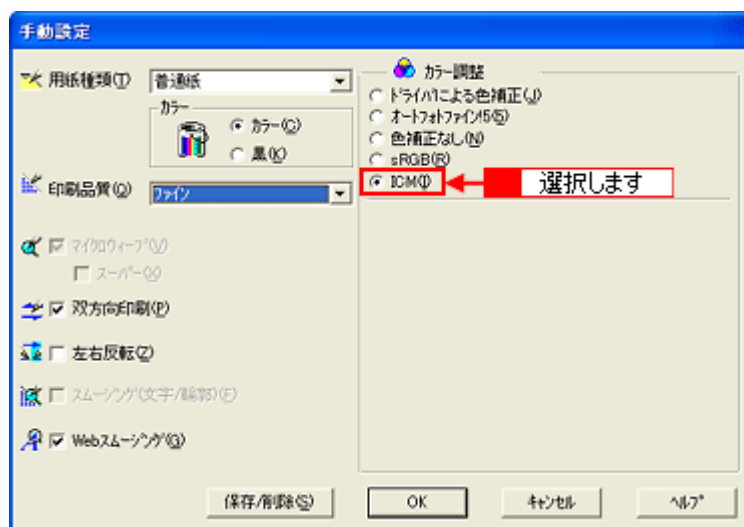 手動設定
用紙種類(T)
普通紙
カラー
カラー(C)
黒(K)
印刷品質(Q)
ファイン
マイクロウィーブ(V)
スーパー(X)
双方向印刷(P)
左右反転(Z)
スムージング(文字/輪郭)(E)
Webスムージング(G)
カラー調整
ドライバによる色補正(J)
オートフォトファイン!5(5)
色補正なし(N)
sRGB(R)
ICM(I)
選択します
保存/削除(S)
OK
キャンセル
ヘルプ